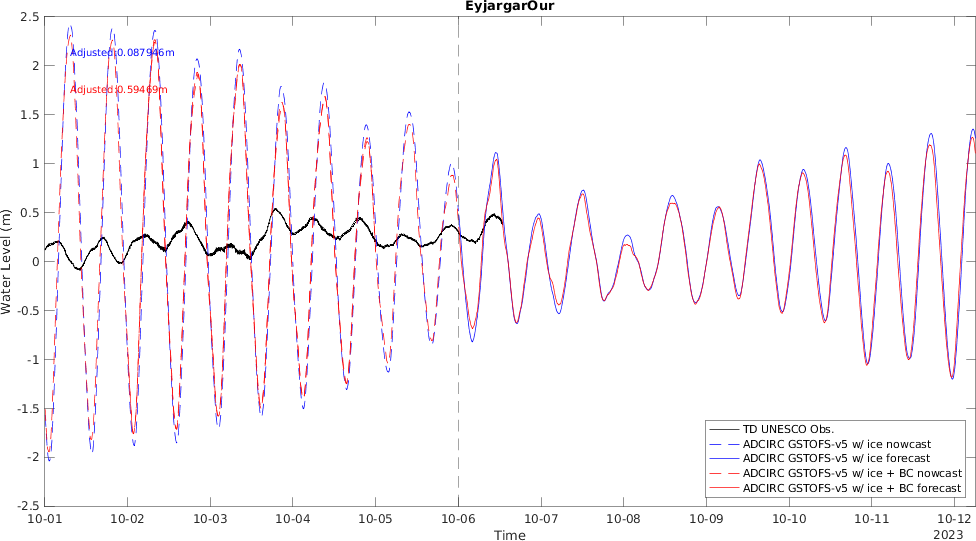 EyjargarOur
2.5
2
1.5
1
0.5
0
-0.5
-1
-1.5
-2
-2.5
Water Level (m)
Adjusted:0.087946m
Adjusted:0.59469m
TD UNESCO Obs.
ADCIRC GSTOFS-v5 w/ ice nowcast
ADCIRC GSTOFS-v5 w/ ice forecast
ADCIRC GSTOFS-v5 w/ ice + BC nowcast
ADCIRC GSTOFS-v5 w/ ice + BC forecast
10-01 10-02 10-03 10-04 10-05 10-06 10-07 10-08 10-09 10-10 10-11 10-12
2023
Time